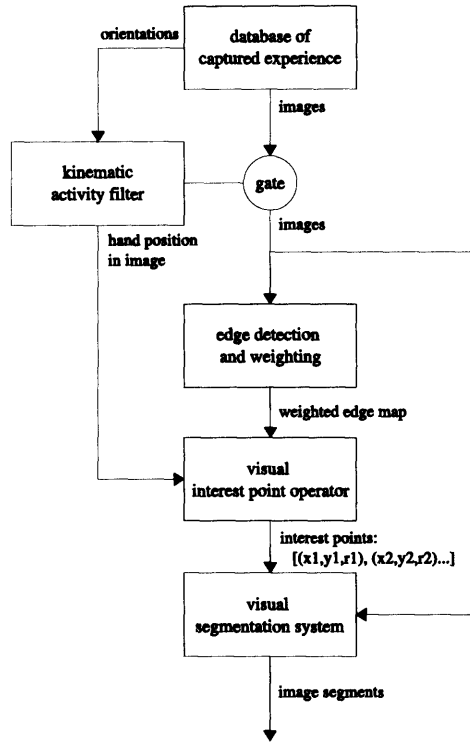 orientations
database of
captured experience
images
kinematic
activity filter
gate
hand position
in image
images
edge detection
and weighting
weighted edge map
visual
interest point operator
interest points:
[(x1,y1,r1), (x2,y2,r2)...]
visual
segmentation system
image segments